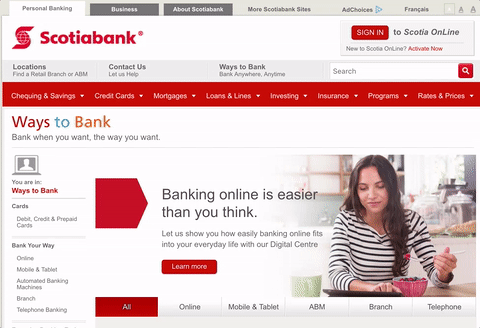 Personal Banking
Business
About Scotiabank
More Scotiabank Sites
AdChoices
Français
A A A
Scotiabank®
SIGN IN to Scotia OnLine
New to Scotia OnLine? Activate Now
Locations
Find a Retail Branch or ABM
Contact Us
Let us Help
Ways to Bank
Bank Anywhere, Anytime
Search
Chequing & Savings
Credit Cards
Mortgages
Loans & Lines
Investing
Insurance
Programs
Rates & Prices
Ways to Bank
Bank when you want, the way you want.
You are in:
Ways to Bank
Cards
Debit, Credit & Prepaid
Cards
Bank Your Way
Online
Mobile & Tablet
Automated Banking
Machines
Branch
Telephone Banking
Banking online is easier
than you think.
Let us show you how easily banking online fits
into your everyday life with our Digital Centre
Learn more
All
Online
Mobile & Tablet
ABM
Branch
Telephone